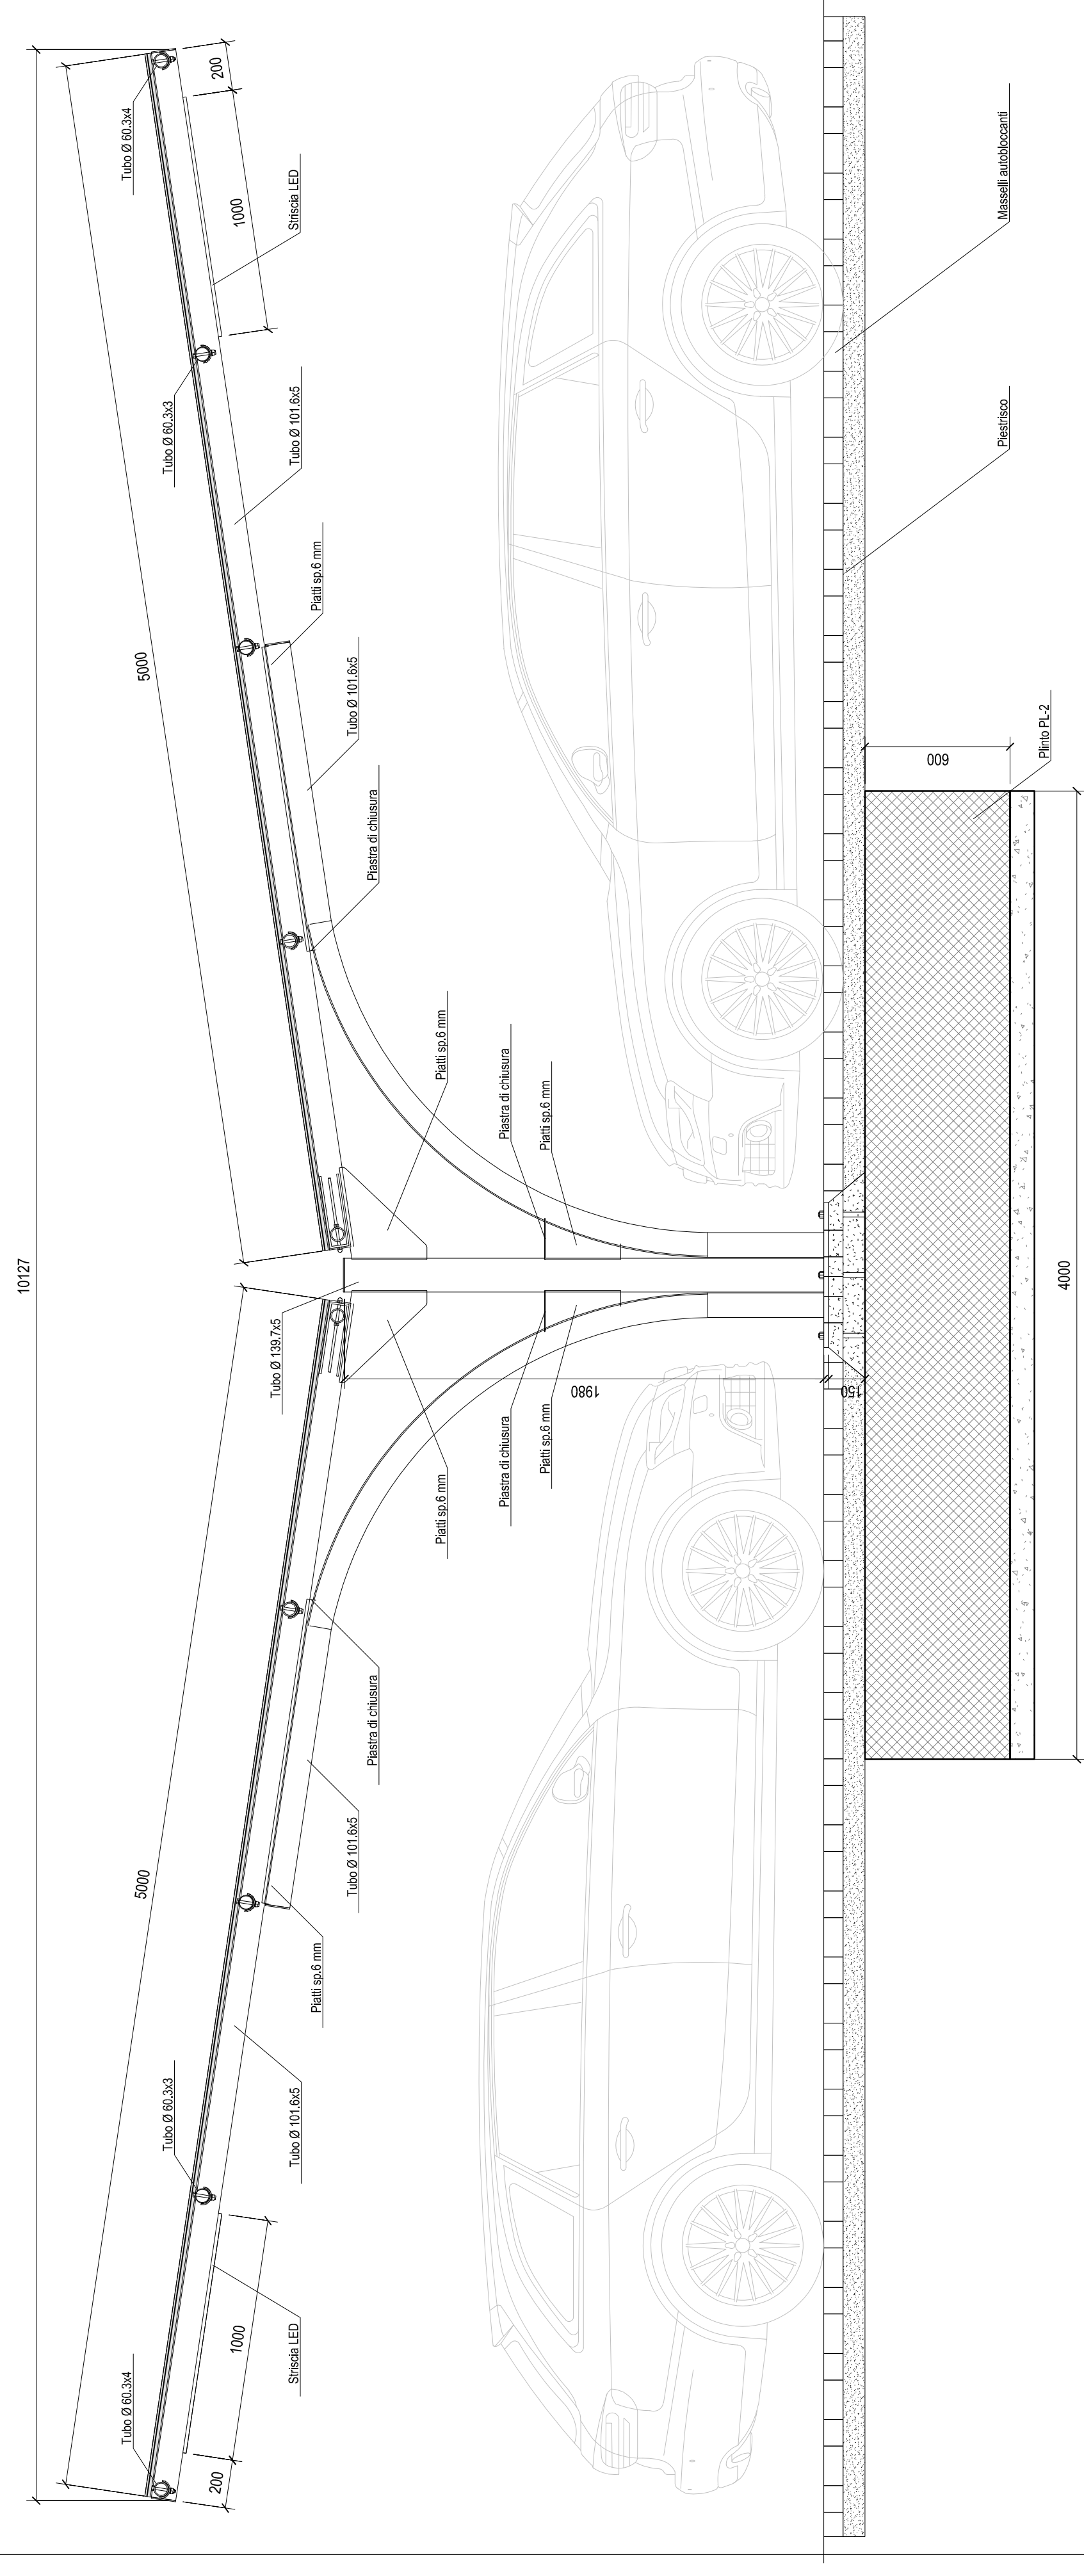 10127
5000
5000
Tubo Ø 60.3x4
200
1000
Striscia LED
Tubo Ø 60.3x3
Tubo Ø 101.6x5
Piatti sp.6 mm
Tubo Ø 101.6x5
Piastra di chiusura
Piatti sp.6 mm
Piastra di chiusura
Piatti sp.6 mm
Tubo Ø 139.7x5
1980
150
Piatti sp.6 mm
Piastra di chiusura
Piatti sp.6 mm
Piastra di chiusura
Tubo Ø 101.6x5
Piatti sp.6 mm
Tubo Ø 101.6x5
Tubo Ø 60.3x3
Striscia LED
1000
200
Tubo Ø 60.3x4
Masselli autobloccanti
Piestrisco
Plinto PL-2
600
4000